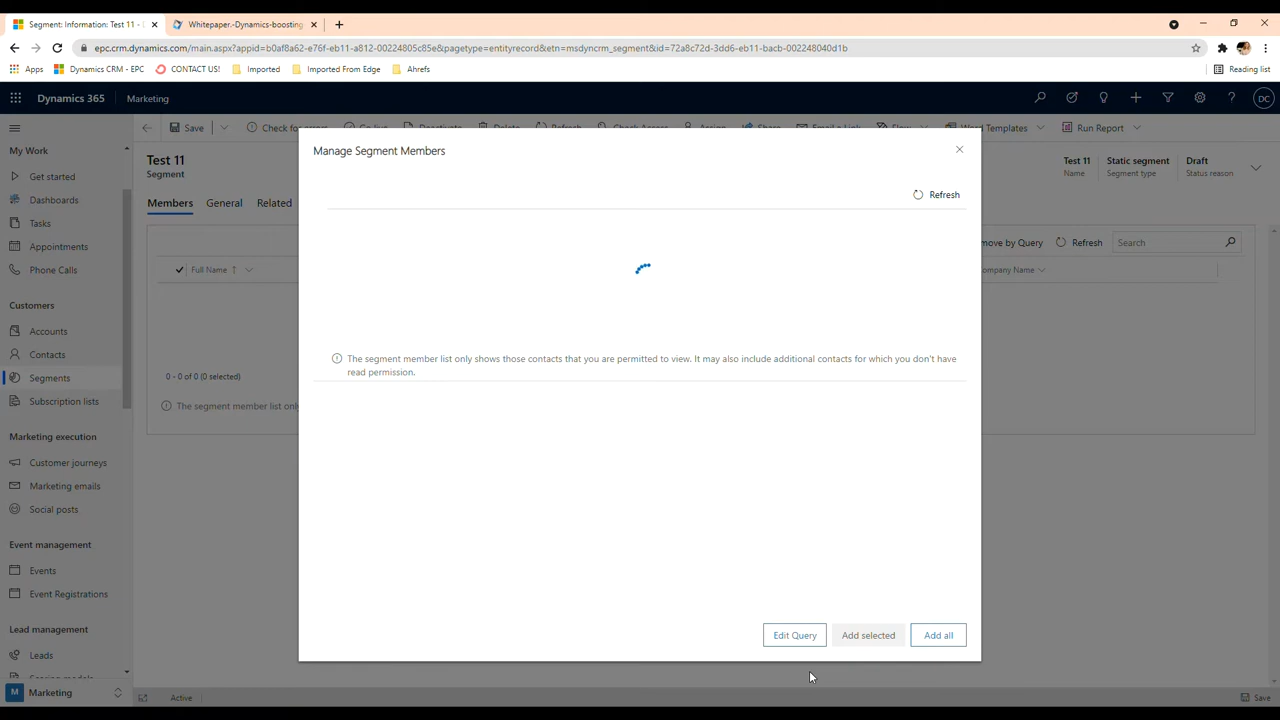 Segment: Information: Test 11 -
Whitepaper.-Dynamics-boosting
epc.crm.dynamics.com/main.aspx?appid=b0af8a62-e76f-eb11-a812-00224805c85e&pagetype=entityrecord&etn=msdyncrm_segment&id=72a8c72d-3dd6-eb11-bacb-002248040d1b
Apps
Dynamics CRM - EPC
CONTACT US!
Imported
Imported From Edge
Ahrefs
Reading list
Dynamics 365
Marketing
DC
Save
Word Templates
Run Report
My Work
Get started
Dashboards
Tasks
Appointments
Phone Calls
Customers
Accounts
Contacts
Segments
Subscription lists
Marketing execution
Customer journeys
Marketing emails
Social posts
Event management
Events
Event Registrations
Lead management
Leads
M Marketing
Test 11
Segment
Members
General
Related
Test 11
Name
Static segment
Segment type
Draft
Status reason
move by Query
Refresh
Search
Full Name
ompany Name
0 - 0 of 0 (0 selected)
The segment member list only
Manage Segment Members
Refresh
The segment member list only shows those contacts that you are permitted to view. It may also include additional contacts for which you don't have
read permission.
Edit Query
Add selected
Add all
Active
Save